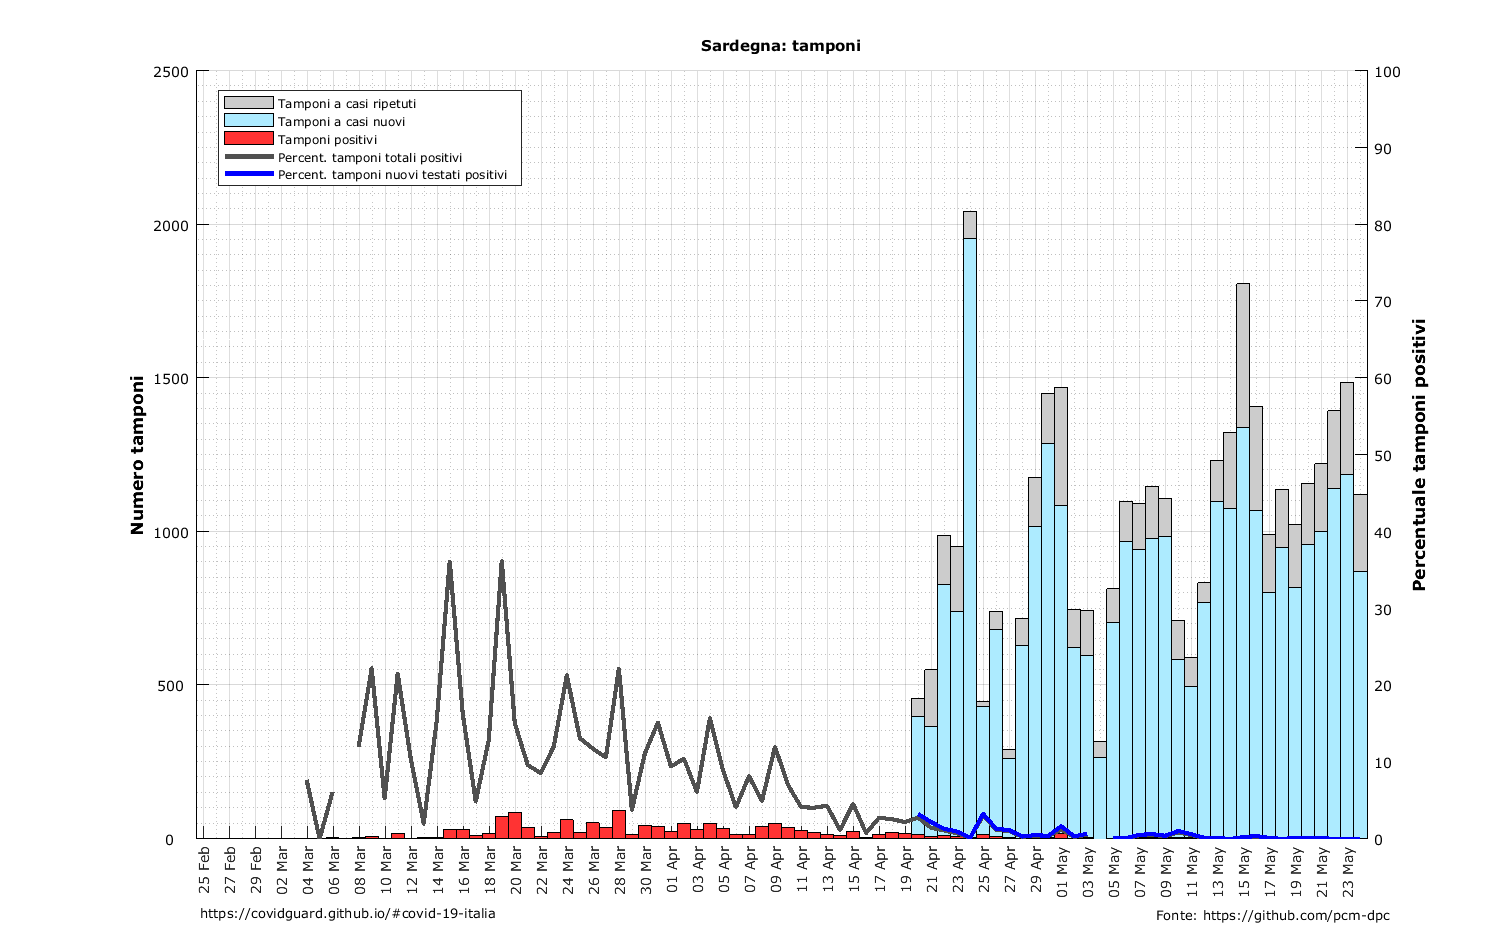 Sardegna: tamponi
2500
2000
1500
1000
500
0
100
90
80
70
60
50
40
30
20
10
0
Numero tamponi
Percentuale tamponi positivi
Tamponi a casi ripetuti
Tamponi a casi nuovi
Tamponi positivi
Percent. tamponi totali positivi
Percent. tamponi nuovi testati positivi
25 Feb
27 Feb
29 Feb
02 Mar
04 Mar
06 Mar
08 Mar
10 Mar
12 Mar
14 Mar
16 Mar
18 Mar
20 Mar
22 Mar
24 Mar
26 Mar
28 Mar
30 Mar
01 Apr
03 Apr
05 Apr
07 Apr
09 Apr
11 Apr
13 Apr
15 Apr
17 Apr
19 Apr
21 Apr
23 Apr
25 Apr
27 Apr
29 Apr
01 May
03 May
05 May
07 May
09 May
11 May
13 May
15 May
17 May
19 May
21 May
23 May
https://covidguard.github.io/#covid-19-italia
Fonte: https://github.com/pcm-dpc